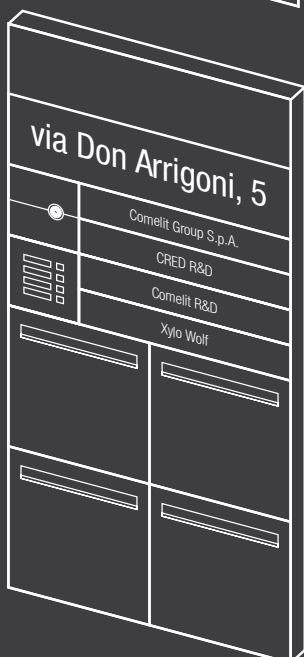 via Don Arrigoni, 5
Comelit Group S.p.A.
CRED R&D
Comelit R&D
Xylo Wolf